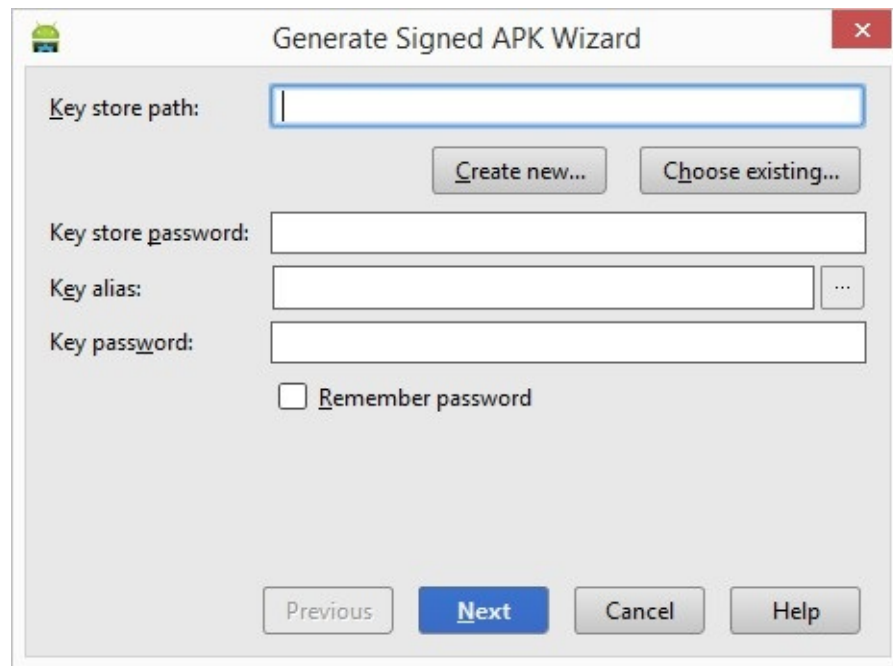 Generate Signed APK Wizard
Key store path:
Create new... Choose existing...
Key store password:
Key alias: ...
Key password:
Remember password
Previous Next Cancel Help